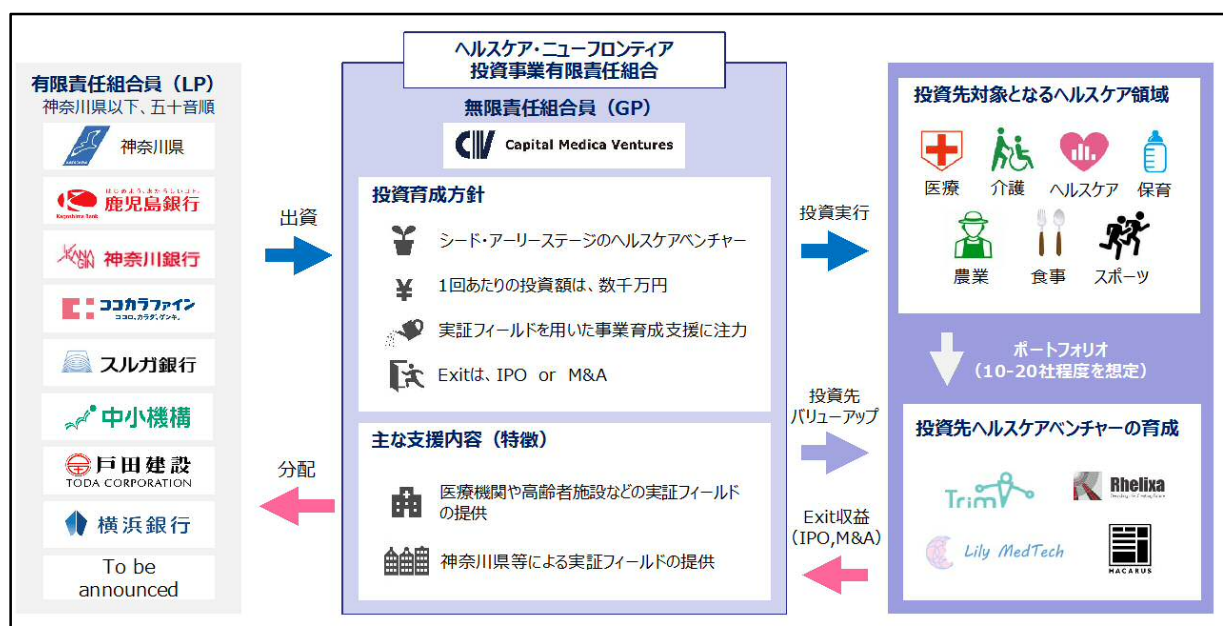 ヘルスケア・ニューフロンティア
投資事業有限責任組合
有限責任組合員（LP）
神奈川県以下、五十音順
神奈川県
鹿児島銀行
Kagoshima Bank
KANAGIN
神奈川銀行
ココカラファイン
ココロ、カラダ、ゲンキ。
スルガ銀行
中小機構
戸田建設
TODA CORPORATION
横浜銀行
To be
announced
出資
分配
無限責任組合員（GP）
Capital Medica Ventures
投資育成方針
シード・アーリーステージのヘルスケアベンチャー
¥
1回あたりの投資額は、数千万円
実証フィールドを用いた事業育成支援に注力
Exitは、IPO or M&A
主な支援内容（特徴）
医療機関や高齢者施設などの実証フィールド
の提供
神奈川県等による実証フィールドの提供
投資実行
投資先
バリューアップ
Exit収益
(IPO,M&A)
投資先対象となるヘルスケア領域
医療
介護
ヘルスケア
保育
農業
食事
スポーツ
ポートフォリオ
（10-20社程度を想定）
投資先ヘルスケアベンチャーの育成
Trim
Rhelixa
Lily MedTech
HACARUS